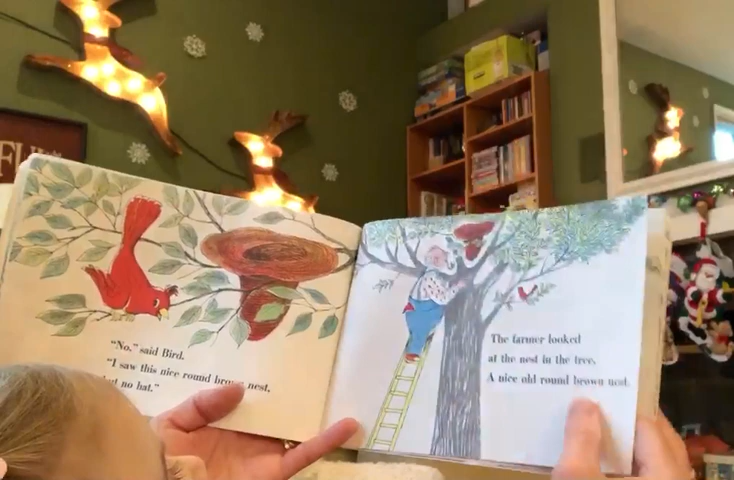 "No," said Bird.
"I saw this nice round brown nest,
but no hat."
The farmer looked
at the nest in the tree.
A nice old round brown nest.